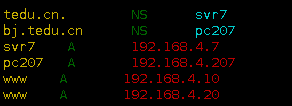 tedu.cn. NS svr7
bj.tedu.cn NS pc207
svr7 A 192.168.4.7
pc207 A 192.168.4.207
www A 192.168.4.10
www A 192.168.4.20